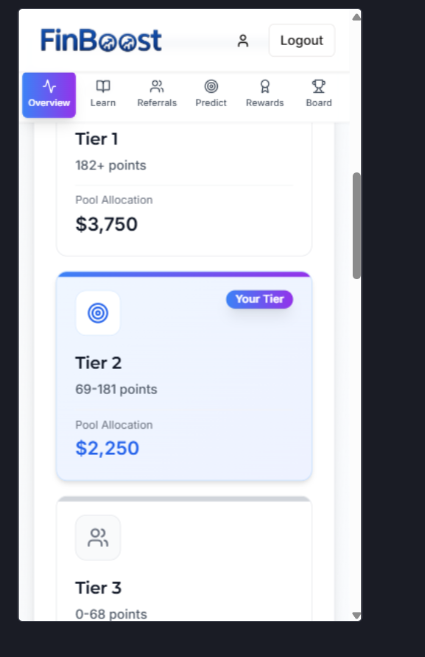 FinBoost
Logout
Overview
Learn
Referrals
Predict
Rewards
Board
Tier 1
182+ points
Pool Allocation
$3,750
Your Tier
Tier 2
69-181 points
Pool Allocation
$2,250
Tier 3
0-68 points